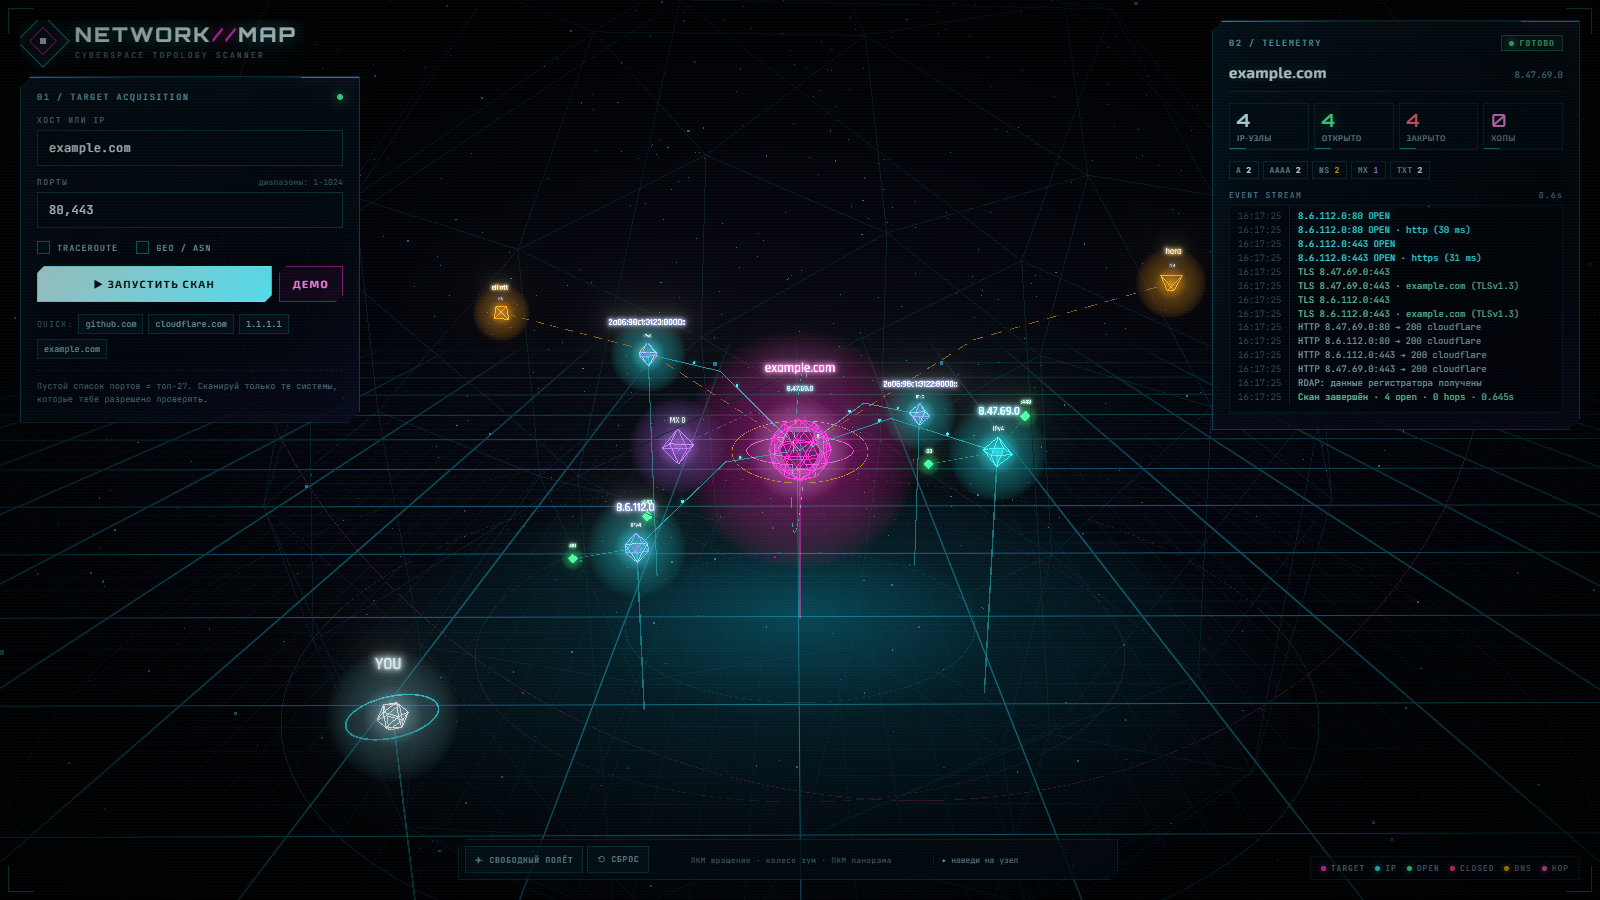 NETWORK//MAP
CYBERSPACE TOPOLOGY SCANNER
01 / TARGET ACQUISITION
ХОСТ ИЛИ IP
example.com
ПОРТЫ
диапазоны: 1-1024
80,443
TRACEROUTE
GEO / ASN
▶ ЗАПУСТИТЬ СКАН
ДЕМО
QUICK:
github.com
cloudflare.com
1.1.1.1
example.com
Пустой список портов = топ-27. Сканируй только те системы,
которые тебе разрешено проверять.
02 / TELEMETRY
ГОТОВО
example.com
8.47.69.0
4
IP-УЗЛЫ
4
ОТКРЫТО
4
ЗАКРЫТО
0
ХОПЫ
A 2
AAAA 2
NS 2
MX 1
TXT 2
EVENT STREAM
0.6s
16:17:25 8.6.112.0:80 OPEN
16:17:25 8.6.112.0:80 OPEN · http (30 ms)
16:17:25 8.6.112.0:443 OPEN
16:17:25 8.6.112.0:443 OPEN · https (31 ms)
16:17:25 TLS 8.47.69.0:443
16:17:25 TLS 8.47.69.0:443 · example.com (TLSv1.3)
16:17:25 TLS 8.6.112.0:443
16:17:25 TLS 8.6.112.0:443 · example.com (TLSv1.3)
16:17:25 HTTP 8.47.69.0:80 → 200 cloudflare
16:17:25 HTTP 8.6.112.0:80 → 200 cloudflare
16:17:25 HTTP 8.6.112.0:443 → 200 cloudflare
16:17:25 HTTP 8.47.69.0:443 → 200 cloudflare
16:17:25 RDAP: данные регистратора получены
16:17:25 Скан завершён · 4 open · 0 hops · 0.645s
hera
NS
elliott
2a06:98c1:3123:8000::
example.com
8.47.69.0
2a06:98c1:3122:8000::
8.47.69.0
:443
IPv4
MX 0
8.6.112.0
IPv4
YOU
СВОБОДНЫЙ ПОЛЁТ
СБРОС
ЛКМ вращение · колесо зум · ПКМ панорама
наведи на узел
TARGET
IP
OPEN
CLOSED
DNS
HOP